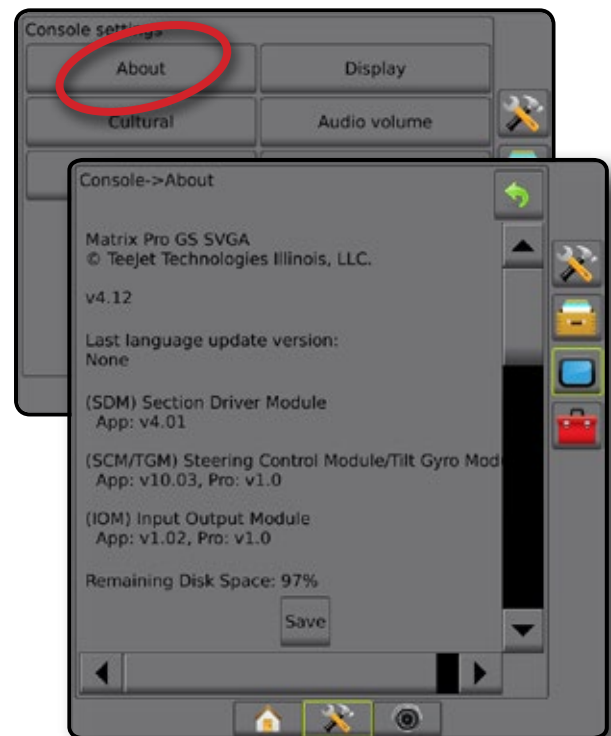 Console settings
About
Display
Cultural
Audio volume
Console->About
Matrix Pro GS SVGA
© TeeJet Technologies Illinois, LLC.
v4.12
Last language update version:
None
(SDM) Section Driver Module
App: v4.01
(SCM/TGM) Steering Control Module/Tilt Gyro Mod
App: v10.03, Pro: v1.0
(IOM) Input Output Module
App: v1.02, Pro: v1.0
Remaining Disk Space: 97%
Save